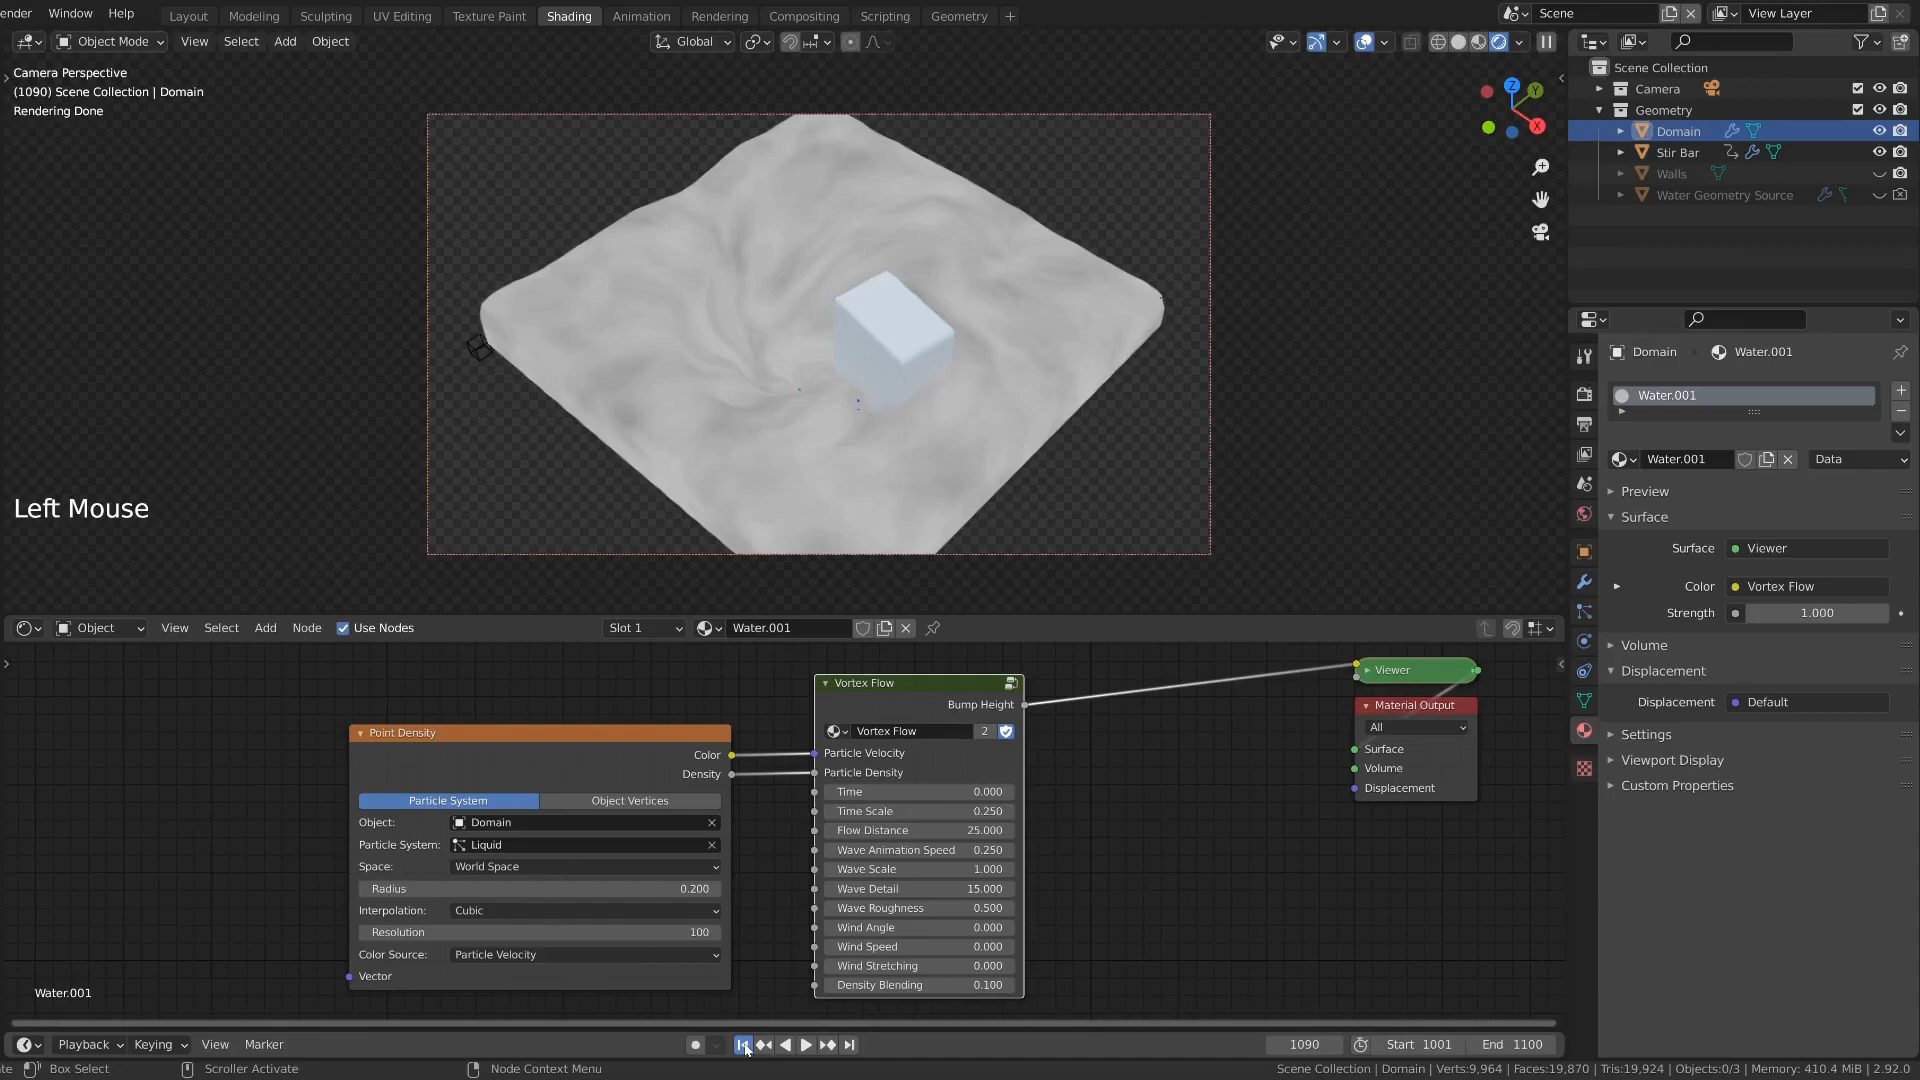 ender Window Help
Layout Modeling Sculpting UV Editing Texture Paint Shading Animation Rendering Compositing Scripting Geometry +
Scene View Layer
Object Mode View Select Add Object Global
Camera Perspective
(1090) Scene Collection | Domain
Rendering Done
Z Y X
Left Mouse
Scene Collection
Camera
Geometry
Domain
Stir Bar
Walls
Water Geometry Source
Domain Water.001
Water.001
Water.001 Data
Preview
Surface
Surface Viewer
Color Vortex Flow
Strength 1.000
Volume
Displacement
Displacement Default
Settings
Viewport Display
Custom Properties
Object View Select Add Node Use Nodes Slot 1 Water.001
Point Density
Color
Density
Particle System Object Vertices
Object: Domain
Particle System: Liquid
Space: World Space
Radius 0.200
Interpolation: Cubic
Resolution 100
Color Source: Particle Velocity
Vector
Vortex Flow
Bump Height
Vortex Flow 2
Particle Velocity
Particle Density
Time 0.000
Time Scale 0.250
Flow Distance 25.000
Wave Animation Speed 0.250
Wave Scale 1.000
Wave Detail 15.000
Wave Roughness 0.500
Wind Angle 0.000
Wind Speed 0.000
Wind Stretching 0.000
Density Blending 0.100
Viewer
Material Output
All
Surface
Volume
Displacement
Water.001
Playback Keying View Marker 1090 Start 1001 End 1100
te Box Select Scroller Activate Node Context Menu Scene Collection | Domain | Verts:9,964 | Faces:19,870 | Tris:19,924 | Objects:0/3 | Memory: 410.4 MiB | 2.92.0